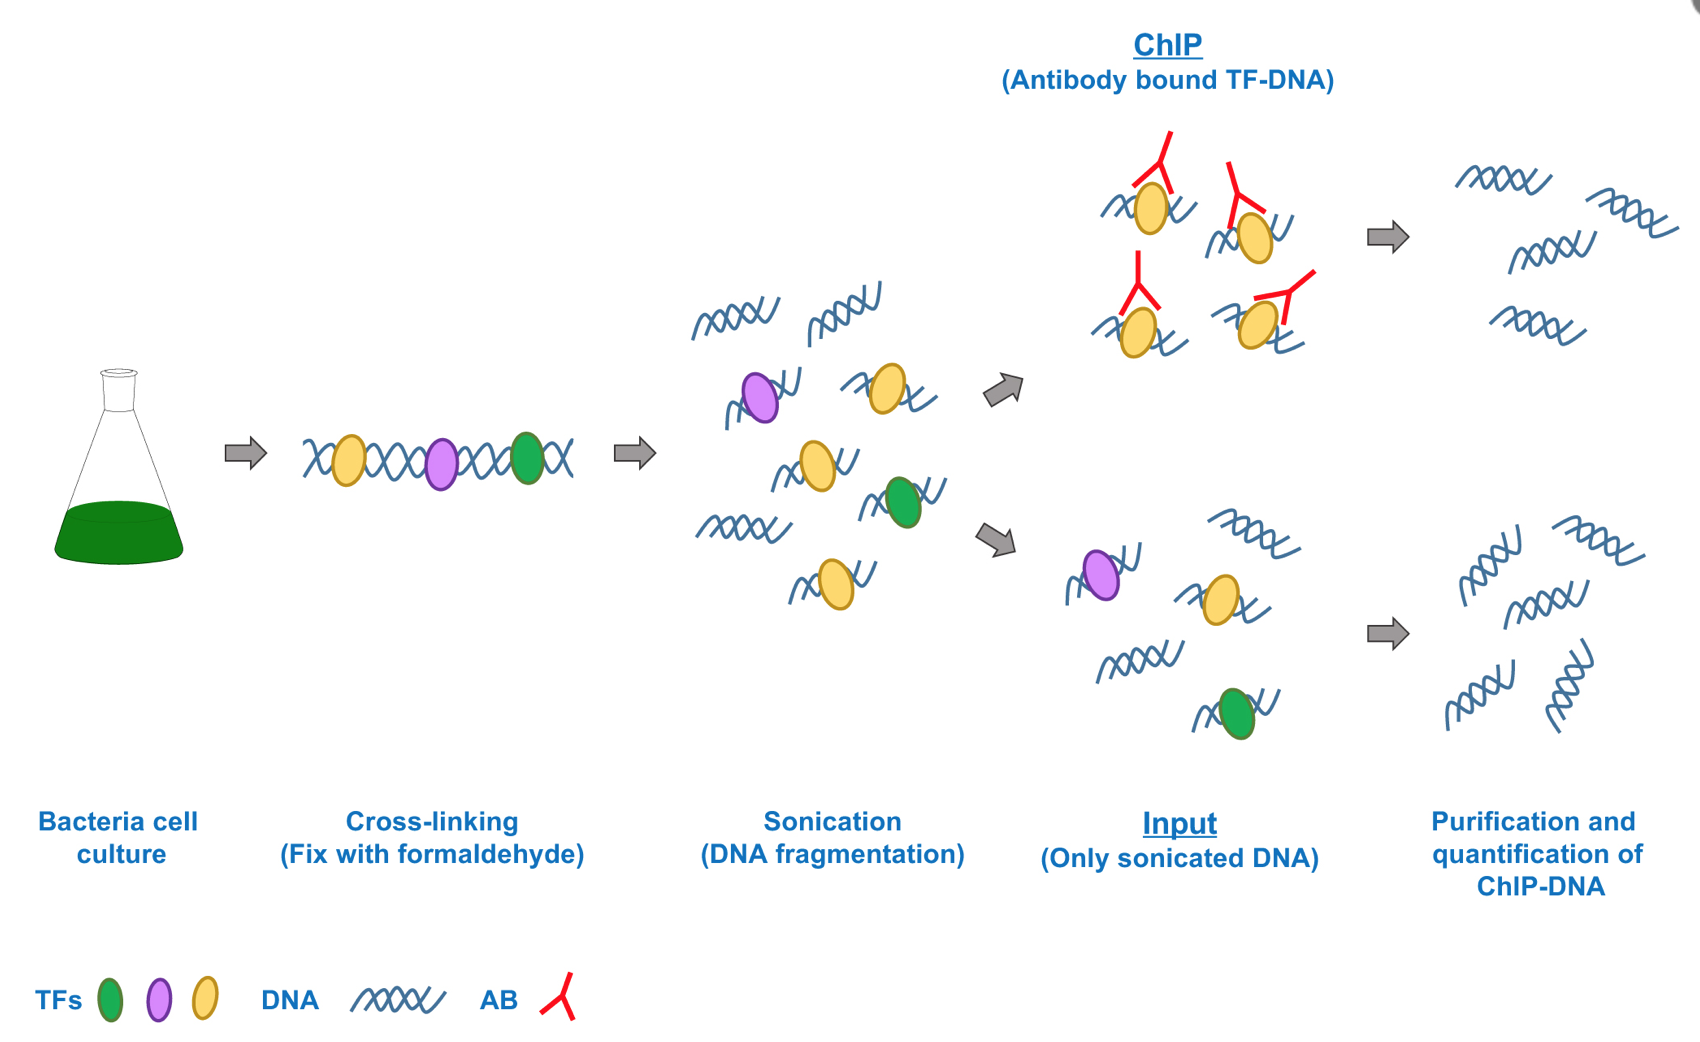 ChIP
(Antibody bound TF-DNA)
Bacteria cell
culture
Cross-linking
(Fix with formaldehyde)
Sonication
(DNA fragmentation)
Input
(Only sonicated DNA)
Purification and
quantification of
ChIP-DNA
TFs
DNA
AB